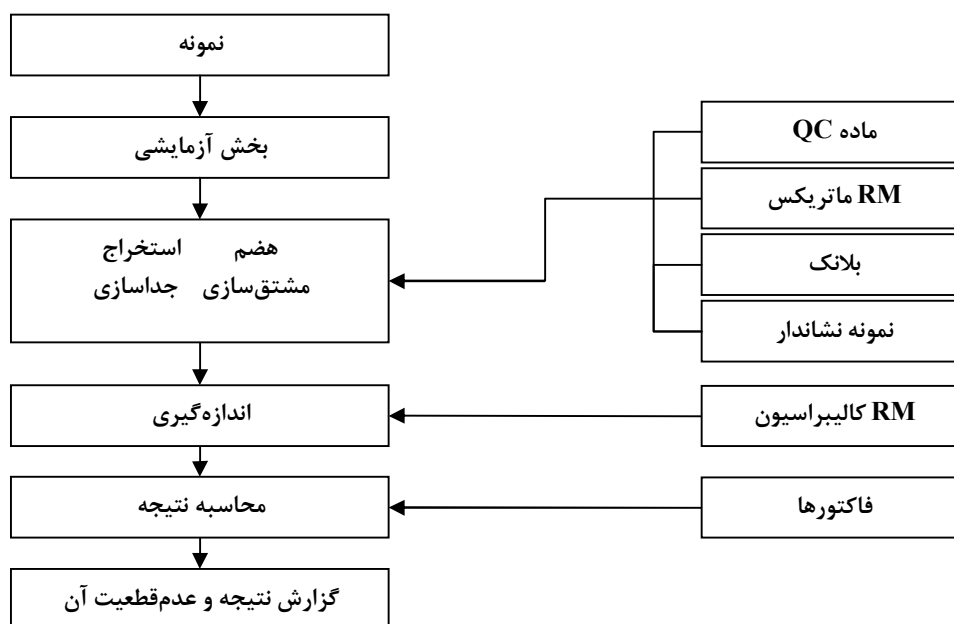 نمونه
بخش آزمایشی
هضم استخراج
مشتق‌سازی جداسازی
اندازه‌گیری
محاسبه نتیجه
گزارش نتیجه و عدم‌قطعیت آن
ماده QC
RM ماتریکس
بلانک
نمونه نشاندار
RM کالیبراسیون
فاکتورها